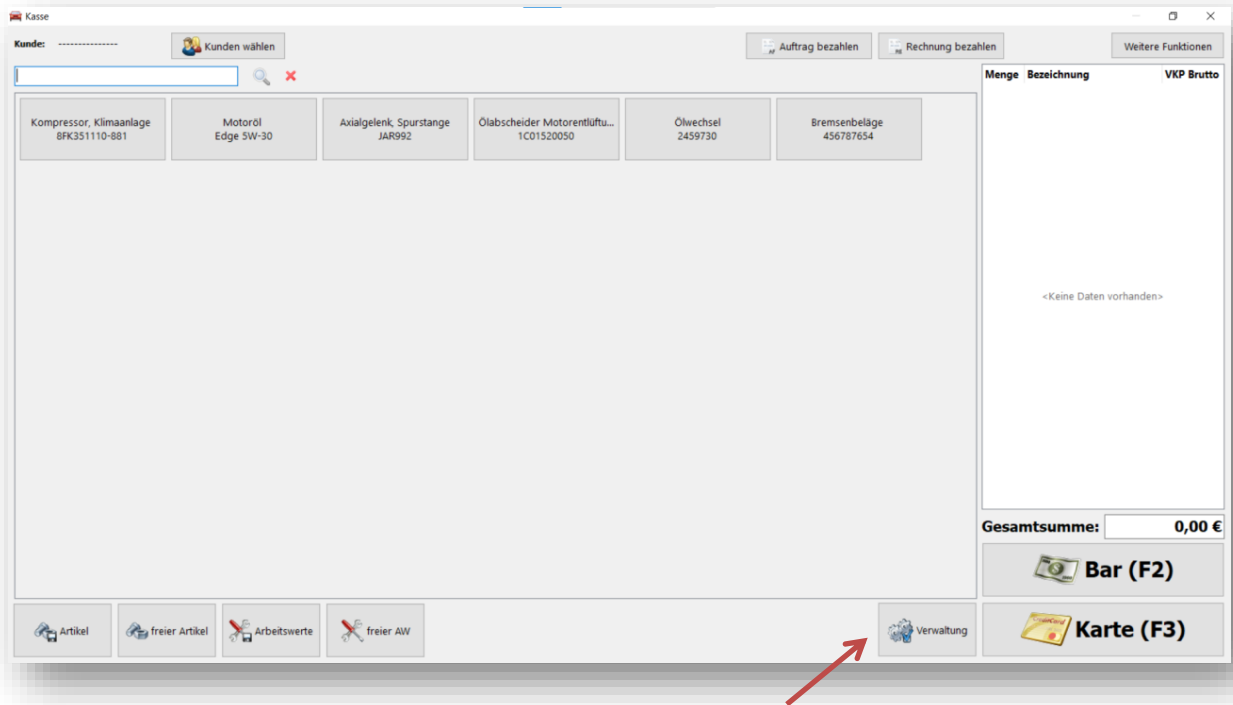 Kasse
Kunde: ---------------
Kunden wählen
Auftrag bezahlen
Rechnung bezahlen
Weitere Funktionen
Menge Bezeichnung VKP Brutto
Kompressor, Klimaanlage
8FK351110-881
Motoröl
Edge 5W-30
Axialgelenk, Spurstange
JAR992
Ölabscheider Motorentlüftu...
1C01520050
Ölwechsel
2459730
Bremsenbeläge
456787654
<Keine Daten vorhanden>
Gesamtsumme: 0,00 €
Bar (F2)
Artikel
freier Artikel
Arbeitswerte
freier AW
Verwaltung
Karte (F3)